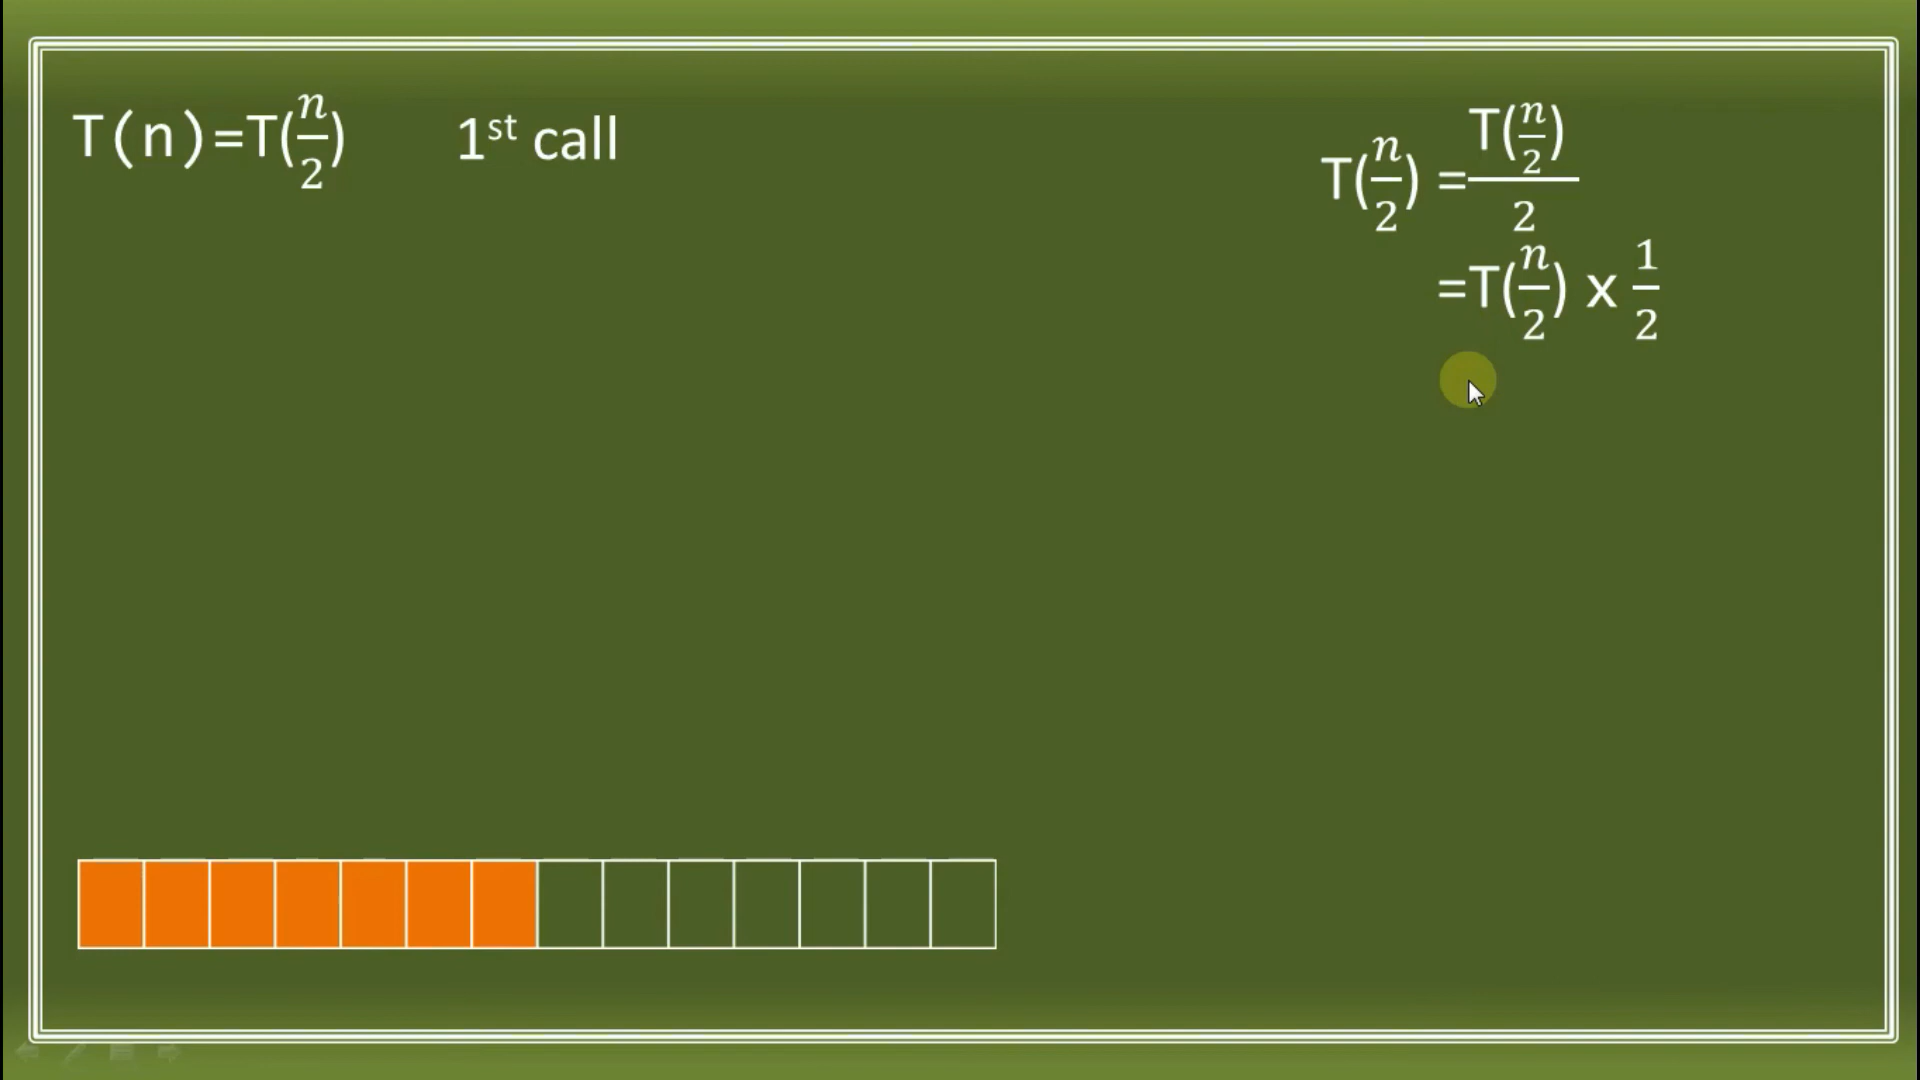 T(n)=T(n/2) 1st call
T(n/2) = T(n/2)/2
=T(n/2) x 1/2